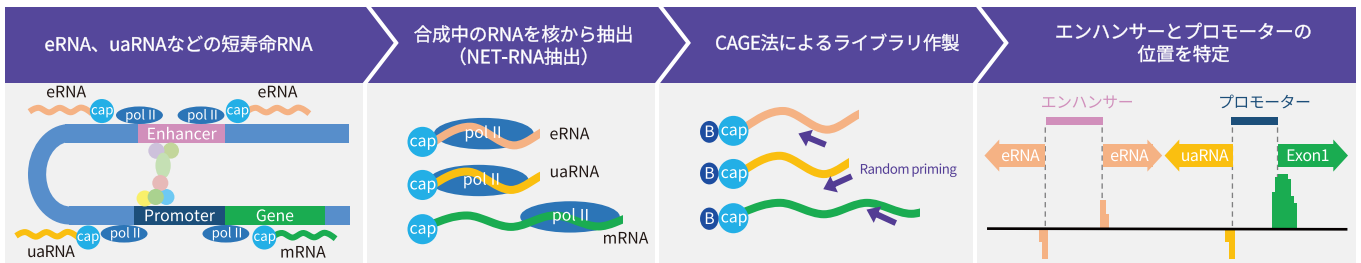 eRNA、uaRNAなどの短寿命RNA
合成中のRNAを核から抽出
（NET-RNA抽出）
CAGE法によるライブラリ作製
エンハンサーとプロモーターの
位置を特定
eRNA
eRNA
cap
pol II
pol II
cap
Enhancer
Promoter
Gene
cap
pol II
pol II
cap
uaRNA
mRNA
cap
pol II
eRNA
cap
pol II
uaRNA
cap
pol II
mRNA
B
cap
B
cap
Random priming
B
cap
エンハンサー
プロモーター
eRNA
eRNA
uaRNA
Exon1